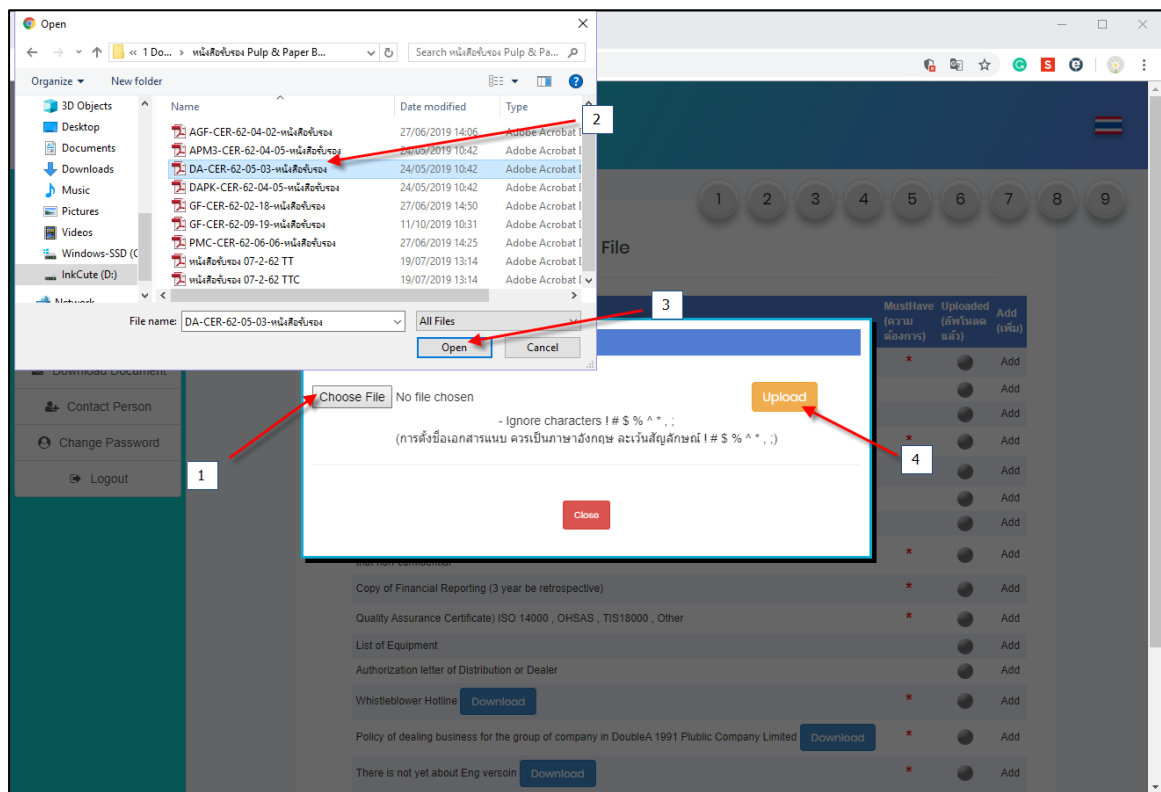 Open
« 1 Do... › หนังสือรับรอง Pulp & Paper B...
Search หนังสือรับรอง Pulp & Pa...
Organize
New folder
Name
Date modified
Type
3D Objects
Desktop
Documents
Downloads
Music
Pictures
Videos
Windows-SSD (C
InkCute (D:)
Network
AGF-CER-62-04-02-หนังสือรับรอง 27/06/2019 14:06 Adobe Acrobat D
APM3-CER-62-04-05-หนังสือรับรอง 24/05/2019 10:42 Adobe Acrobat D
DA-CER-62-05-03-หนังสือรับรอง 24/05/2019 10:42 Adobe Acrobat D
DAPK-CER-62-04-05-หนังสือรับรอง 24/05/2019 10:42 Adobe Acrobat D
GF-CER-62-02-18-หนังสือรับรอง 27/06/2019 14:50 Adobe Acrobat D
GF-CER-62-09-19-หนังสือรับรอง 11/10/2019 10:31 Adobe Acrobat D
PMC-CER-62-06-06-หนังสือรับรอง 27/06/2019 14:25 Adobe Acrobat D
หนังสือรับรอง 07-2-62 TT 19/07/2019 13:14 Adobe Acrobat D
หนังสือรับรอง 07-2-62 TTC 19/07/2019 13:14 Adobe Acrobat D
File name: DA-CER-62-05-03-หนังสือรับรอง
All Files
Open
Cancel
2
3
1
4
1 2 3 4 5 6 7 8 9
File
MustHave (ความ ต้องการ)
Uploaded (อัพโหลด แล้ว)
Add (เพิ่ม)
Download Document
Contact Person
Change Password
Logout
Choose File No file chosen
Upload
- Ignore characters ! # $ % ^ * , ;
(การตั้งชื่อเอกสารแนบ ควรเป็นภาษาอังกฤษ ละเว้นสัญลักษณ์ ! # $ % ^ * , ;)
Close
* Add
Add
Add
* Add
Add
Add
Add
that non confidential * Add
Copy of Financial Reporting (3 year be retrospective) * Add
Quality Assurance Certificate) ISO 14000 , OHSAS , TIS18000 , Other * Add
List of Equipment Add
Authorization letter of Distribution or Dealer Add
Whistleblower Hotline Download * Add
Policy of dealing business for the group of company in DoubleA 1991 Plublic Company Limited Download * Add
There is not yet about Eng versoin Download * Add